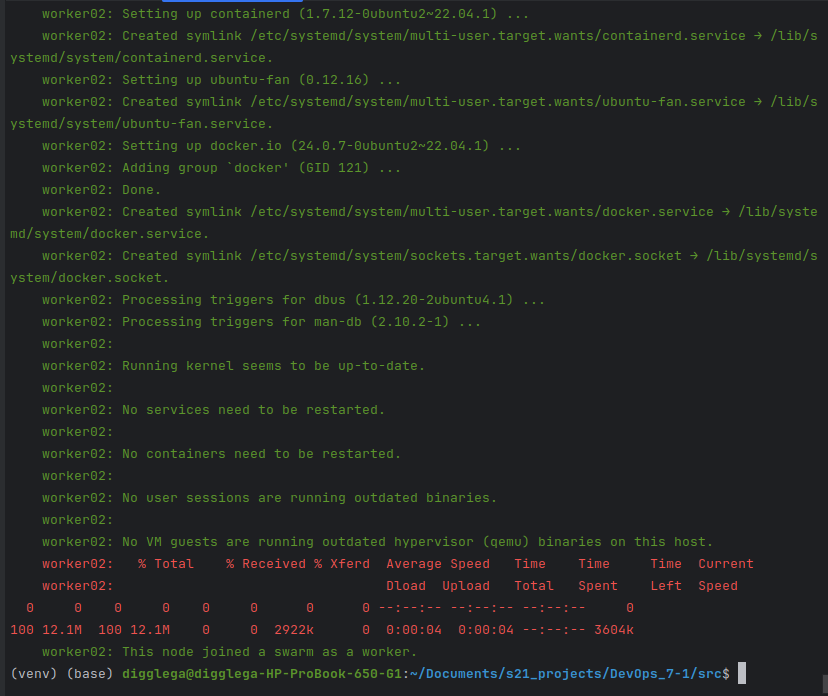 worker02: Setting up containerd (1.7.12-0ubuntu2~22.04.1) ...
worker02: Created symlink /etc/systemd/system/multi-user.target.wants/containerd.service → /lib/s
ystemd/system/containerd.service.
worker02: Setting up ubuntu-fan (0.12.16) ...
worker02: Created symlink /etc/systemd/system/multi-user.target.wants/ubuntu-fan.service → /lib/s
ystemd/system/ubuntu-fan.service.
worker02: Setting up docker.io (24.0.7-0ubuntu2~22.04.1) ...
worker02: Adding group `docker' (GID 121) ...
worker02: Done.
worker02: Created symlink /etc/systemd/system/multi-user.target.wants/docker.service → /lib/syste
md/system/docker.service.
worker02: Created symlink /etc/systemd/system/sockets.target.wants/docker.socket → /lib/systemd/s
ystem/docker.socket.
worker02: Processing triggers for dbus (1.12.20-2ubuntu4.1) ...
worker02: Processing triggers for man-db (2.10.2-1) ...
worker02:
worker02: Running kernel seems to be up-to-date.
worker02:
worker02: No services need to be restarted.
worker02:
worker02: No containers need to be restarted.
worker02:
worker02: No user sessions are running outdated binaries.
worker02:
worker02: No VM guests are running outdated hypervisor (qemu) binaries on this host.
worker02:   % Total    % Received % Xferd  Average Speed   Time    Time     Time  Current
worker02:                                  Dload  Upload   Total   Spent    Left  Speed
  0     0    0     0    0     0      0      0 --:--:-- --:--:-- --:--:--     0
100 12.1M  100 12.1M    0     0  2922k      0  0:00:04  0:00:04 --:--:-- 3604k
worker02: This node joined a swarm as a worker.
(venv) (base) digglega@digglega-HP-ProBook-650-G1:~/Documents/s21_projects/DevOps_7-1/src$